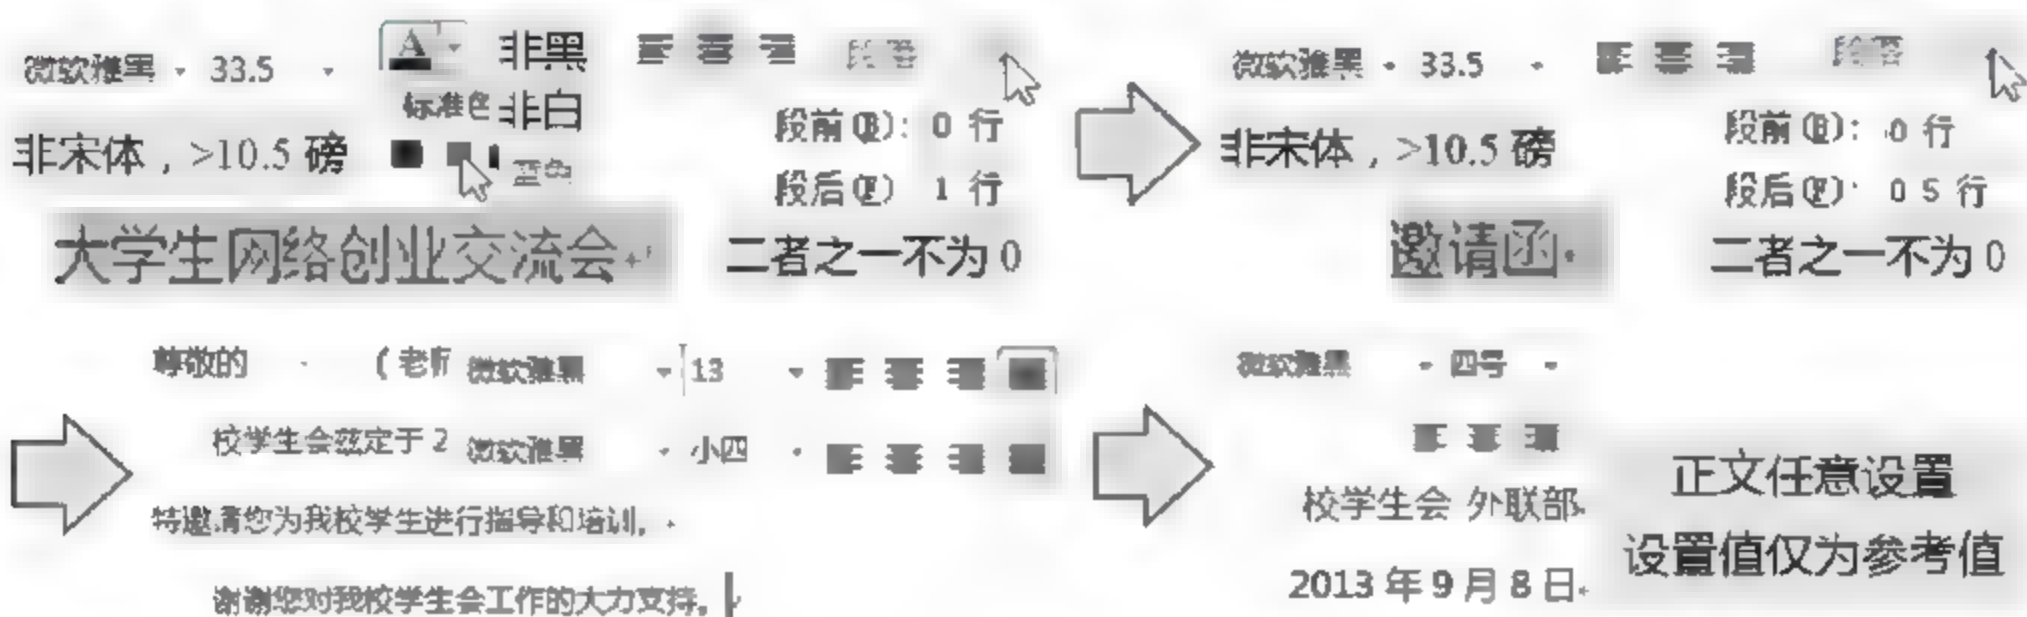 微软雅黑 33.5 A 非黑 段落
标准色 非白
非宋体，>10.5 磅 蓝色
段前(B)：0 行
段后(F) 1 行
大学生网络创业交流会
二者之一不为 0
微软雅黑 33.5 段落
非宋体，>10.5 磅
段前(B)：0 行
段后(F)：0 5 行
邀请函
二者之一不为 0
尊敬的 （老师 微软雅黑 13
校学生会兹定于 2 微软雅黑 小四
特邀请您为我校学生进行指导和培训。
谢谢您对我校学生会工作的大力支持。
微软雅黑 四号
校学生会 外联部
2013 年 9 月 8 日
正文任意设置
设置值仅为参考值